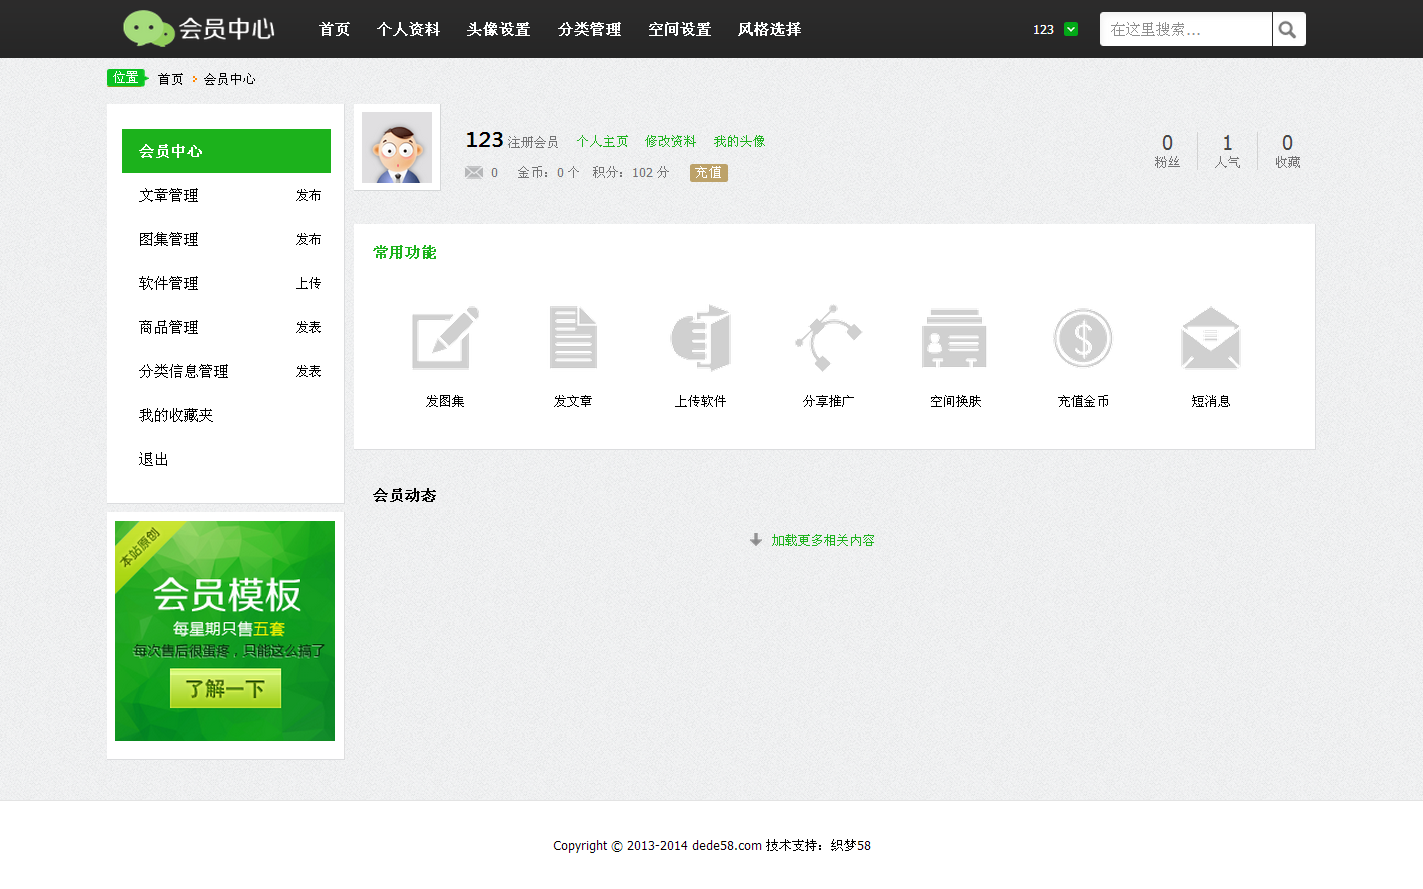 会员中心 首页 个人资料 头像设置 分类管理 空间设置 风格选择 123 在这里搜索...
位置 首页 会员中心
会员中心
文章管理 发布
图集管理 发布
软件管理 上传
商品管理 发表
分类信息管理 发表
我的收藏夹
退出
本站原创
会员模板
每星期只售五套
每次售后很蛋疼，只能这么搞了
了解一下
123 注册会员 个人主页 修改资料 我的头像
0 金币：0 个 积分：102 分 充值
0 1 0
粉丝 人气 收藏
常用功能
发图集 发文章 上传软件 分享推广 空间换肤 充值金币 短消息
会员动态
加载更多相关内容
Copyright © 2013-2014 dede58.com 技术支持：织梦58